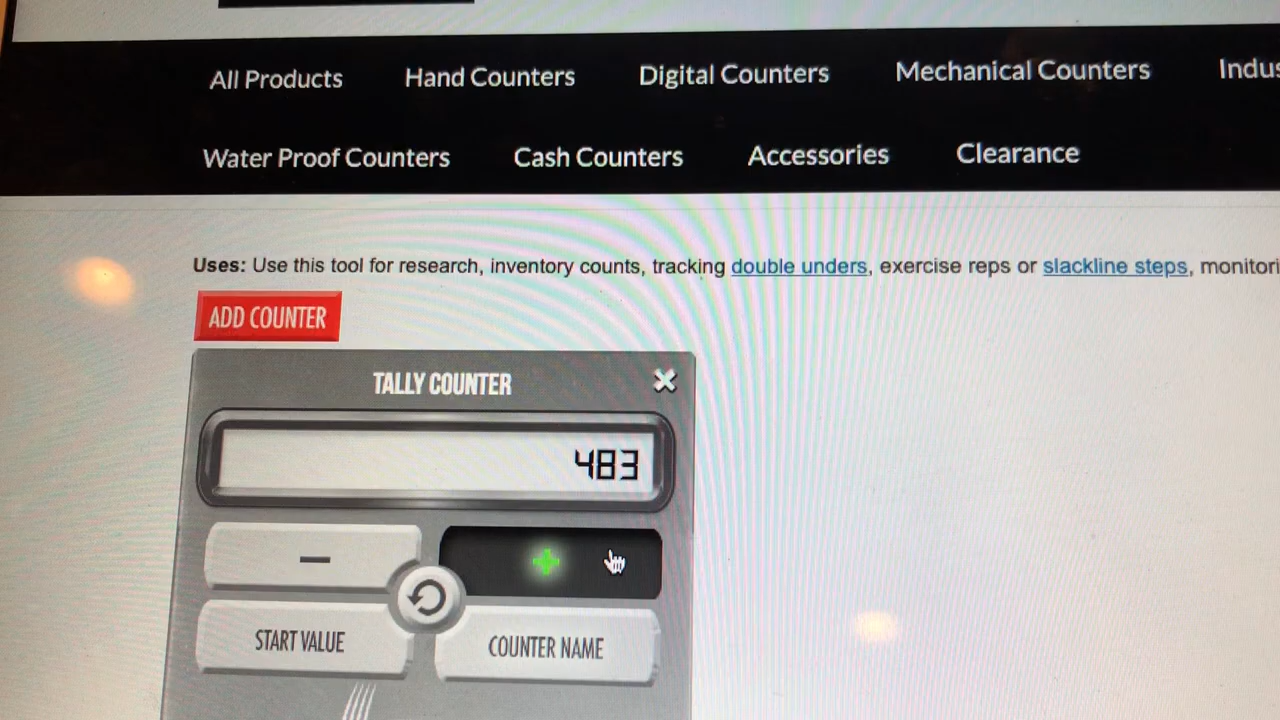 All Products Hand Counters Digital Counters Mechanical Counters Indus
Water Proof Counters Cash Counters Accessories Clearance
Uses: Use this tool for research, inventory counts, tracking double unders, exercise reps or slackline steps, monitori
ADD COUNTER
TALLY COUNTER
483
START VALUE COUNTER NAME